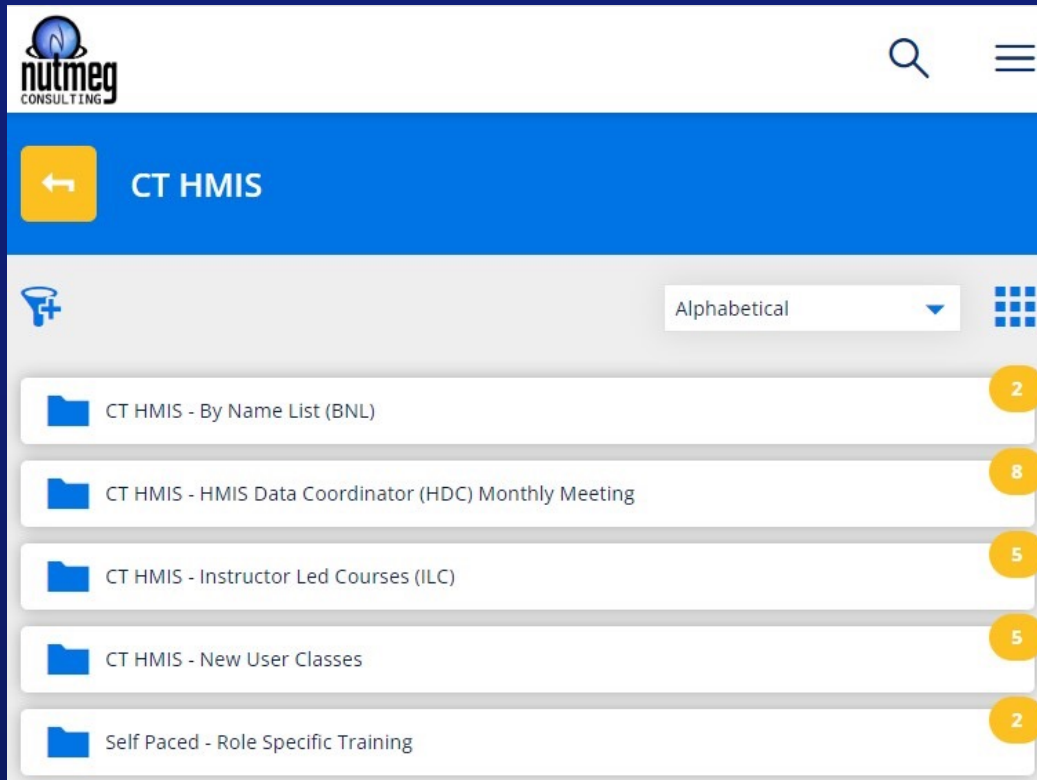 nutmeg
CONSULTING
CT HMIS
Alphabetical
CT HMIS - By Name List (BNL)
2
CT HMIS - HMIS Data Coordinator (HDC) Monthly Meeting
8
CT HMIS - Instructor Led Courses (ILC)
5
CT HMIS - New User Classes
5
Self Paced - Role Specific Training
2